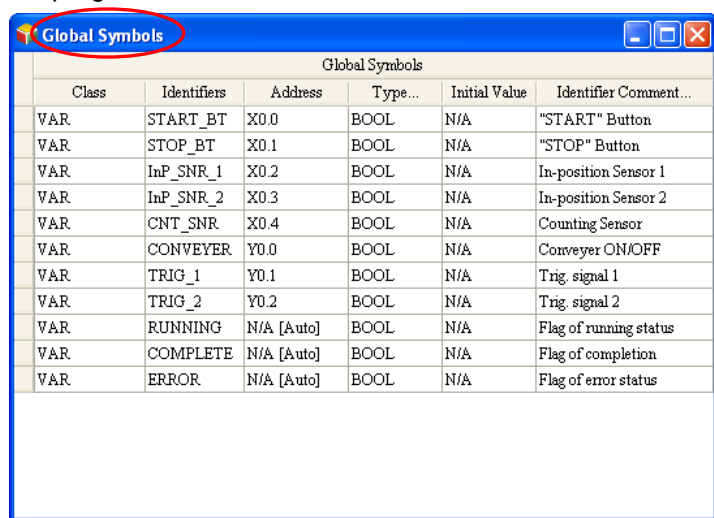 Global Symbols
Global Symbols
Class Identifiers Address Type... Initial Value Identifier Comment...
VAR START_BT X0.0 BOOL N/A "START" Button
VAR STOP_BT X0.1 BOOL N/A "STOP" Button
VAR InP_SNR_1 X0.2 BOOL N/A In-position Sensor 1
VAR InP_SNR_2 X0.3 BOOL N/A In-position Sensor 2
VAR CNT_SNR X0.4 BOOL N/A Counting Sensor
VAR CONVEYER Y0.0 BOOL N/A Conveyer ON/OFF
VAR TRIG_1 Y0.1 BOOL N/A Trig. signal 1
VAR TRIG_2 Y0.2 BOOL N/A Trig. signal 2
VAR RUNNING N/A [Auto] BOOL N/A Flag of running status
VAR COMPLETE N/A [Auto] BOOL N/A Flag of completion
VAR ERROR N/A [Auto] BOOL N/A Flag of error status